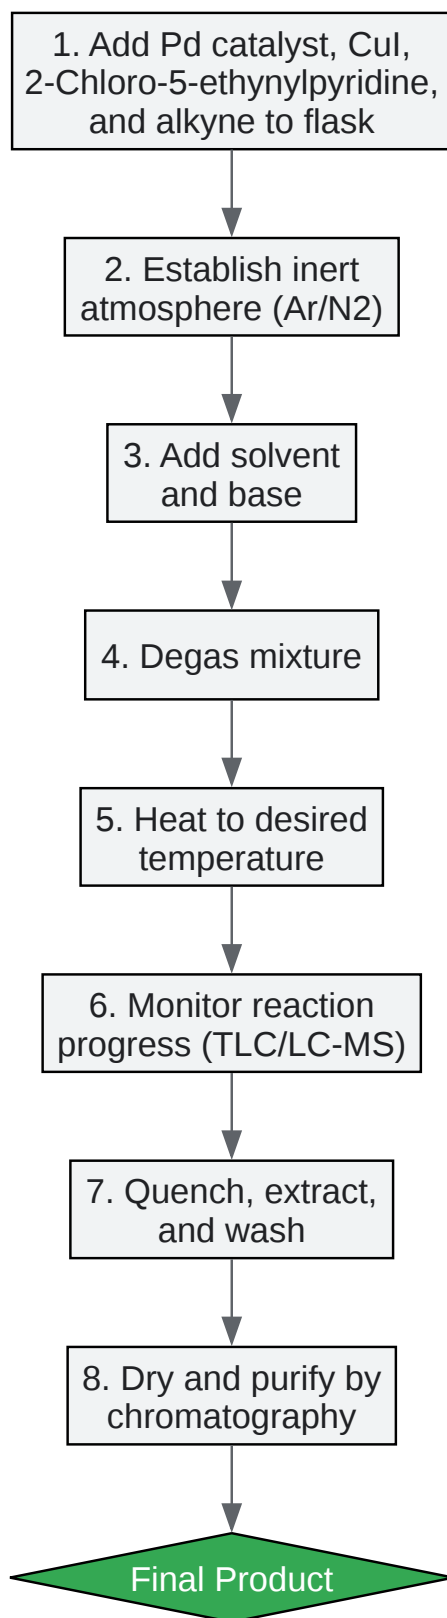 1. Add Pd catalyst, CuI,
2-Chloro-5-ethynylpyridine,
and alkyne to flask
2. Establish inert
atmosphere (Ar/N2)
3. Add solvent
and base
4. Degas mixture
5. Heat to desired
temperature
6. Monitor reaction
progress (TLC/LC-MS)
7. Quench, extract,
and wash
8. Dry and purify by
chromatography
Final Product